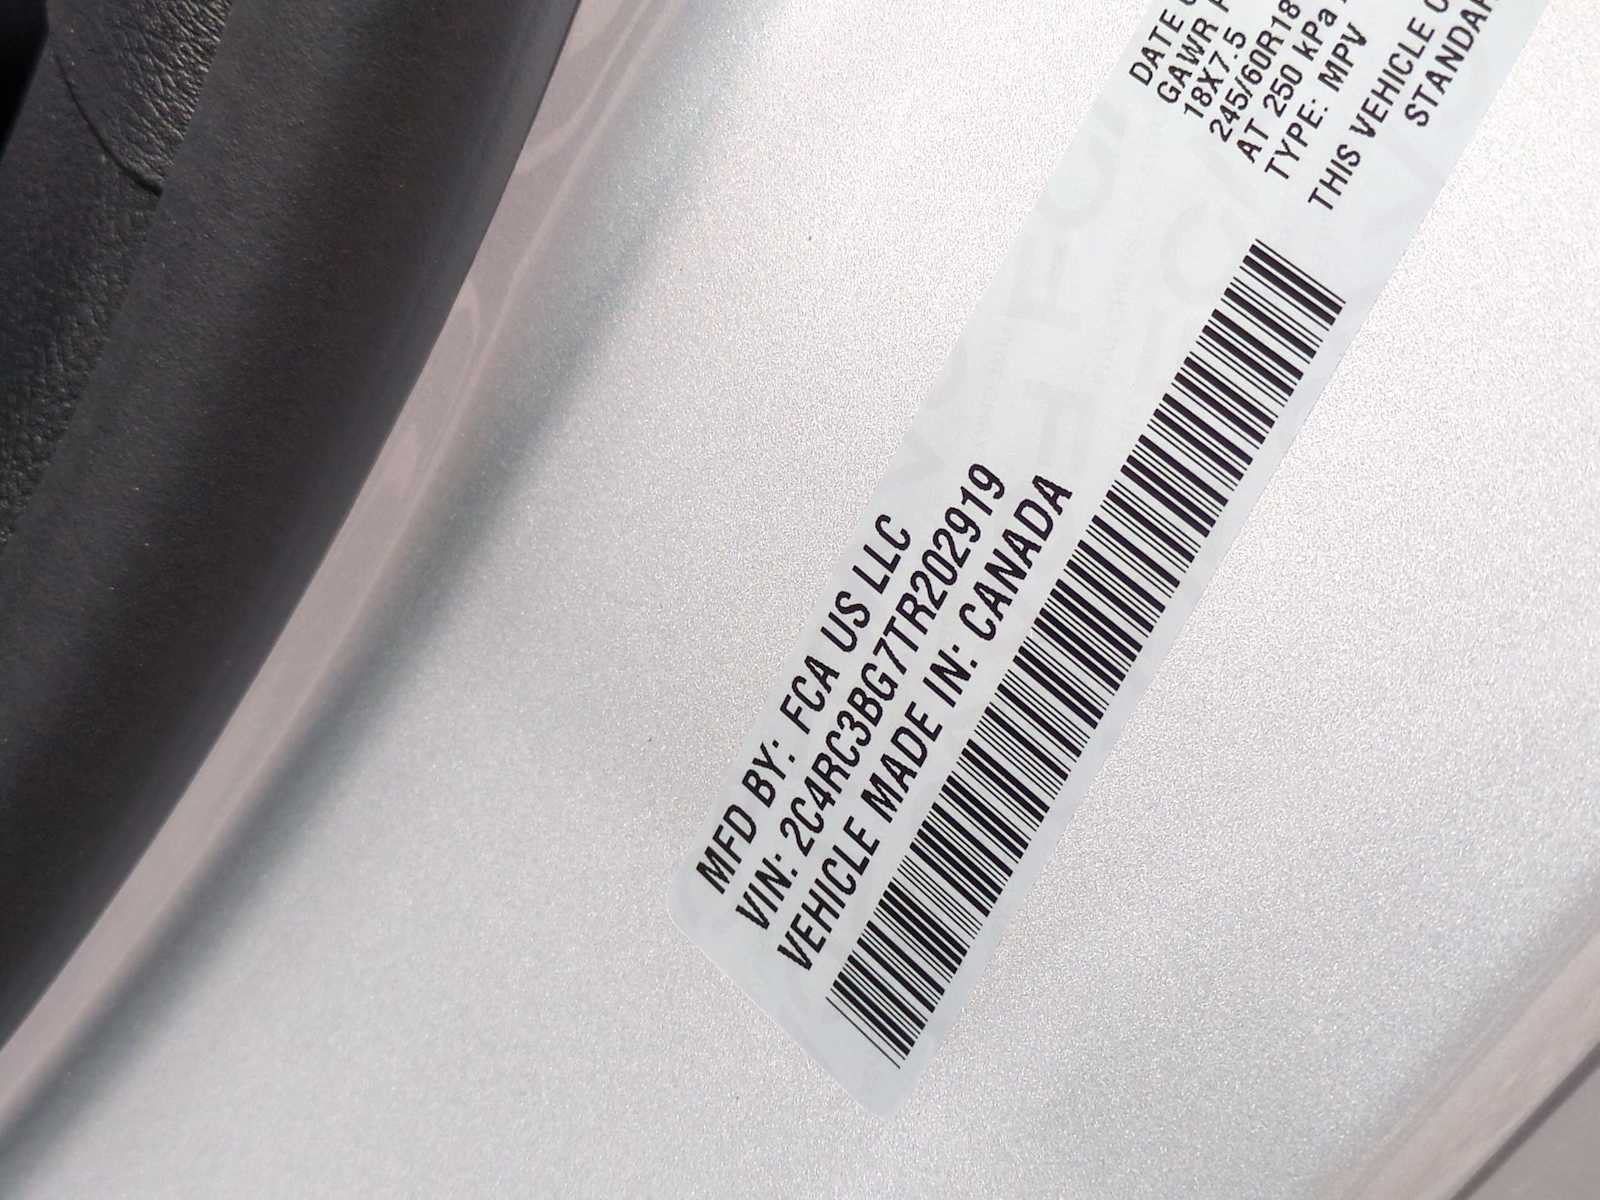 MFD BY: FCA US LLC
VIN: 2C4RC3BG7TR202919
VEHICLE MADE IN: CANADA
DATE
GAWR
18X7.5
245/60R18
AT 250 kPa
TYPE: MPV
THIS VEHICLE